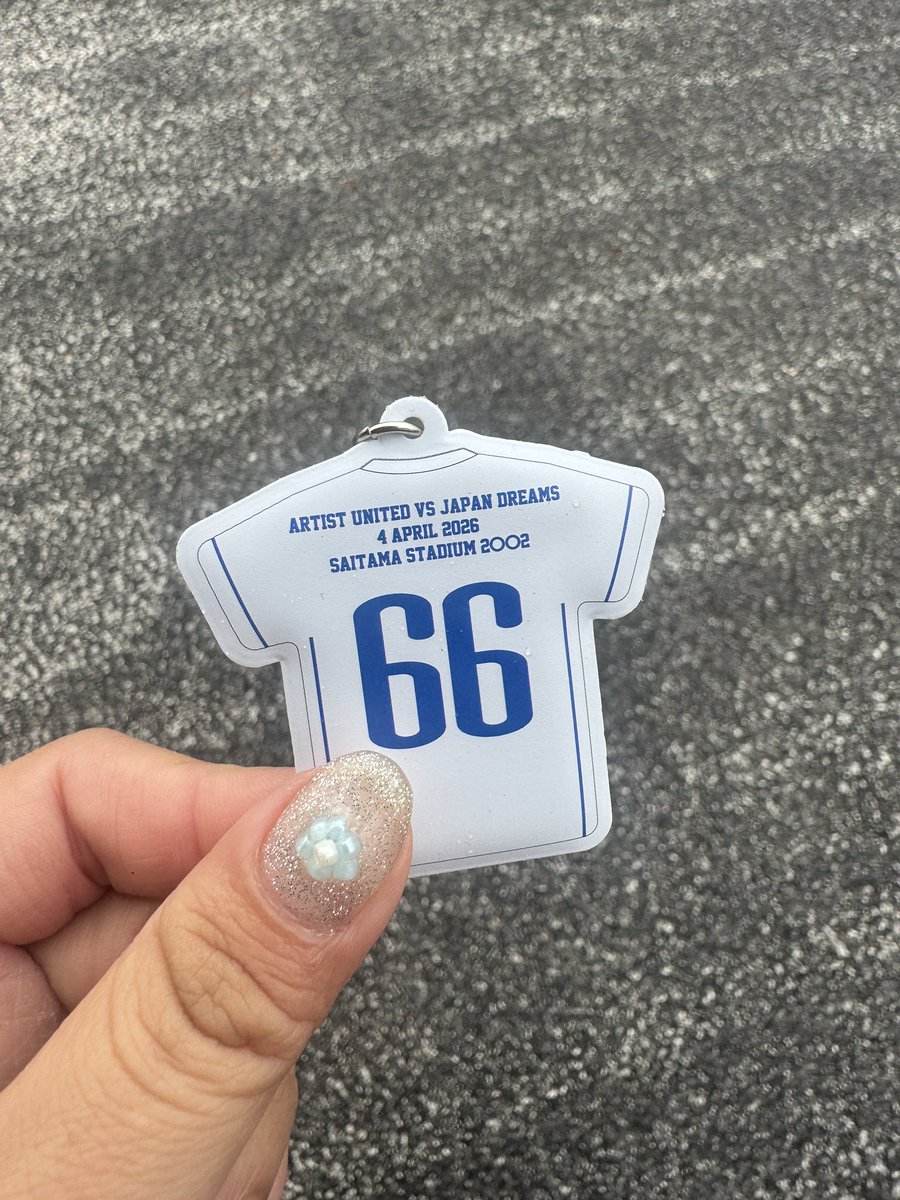 ARTIST UNITED VS JAPAN DREAMS
4 APRIL 2026
SAITAMA STADIUM 2002
66